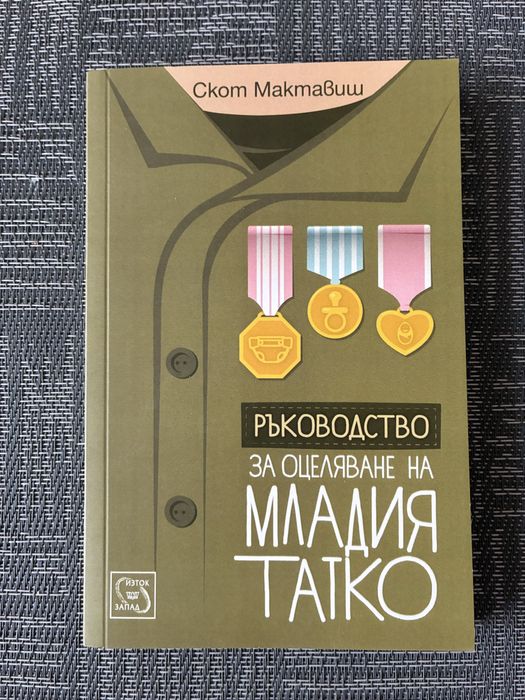 Скот Мактавиш
РЪКОВОДСТВО
ЗА ОЦЕЛЯВАНЕ НА
МЛАДИЯ
ТАТКО
ИЗТОК
ЗАПАД